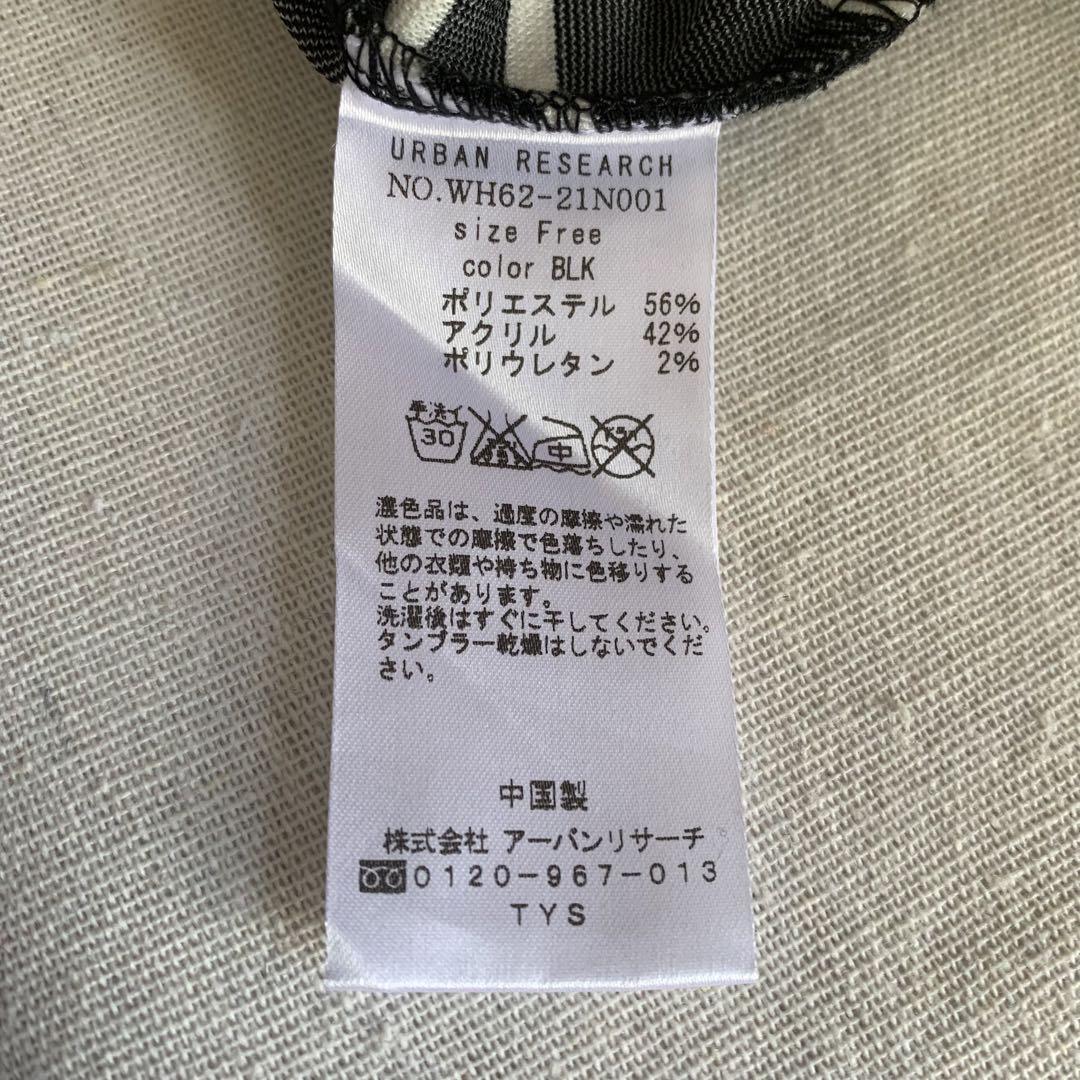 URBAN RESEARCH
NO.WH62-21N001
size Free
color BLK
ポリエステル 56%
アクリル 42%
ポリウレタン 2%
手洗イ
30
中
濃色品は、過度の摩擦や濡れた
状態での摩擦で色落ちしたり、
他の衣類や持ち物に色移りする
ことがあります。
洗濯後はすぐに干してください。
タンブラー乾燥はしないでくだ
さい。
中国製
株式会社 アーバンリサーチ
0120-967-013
TYS